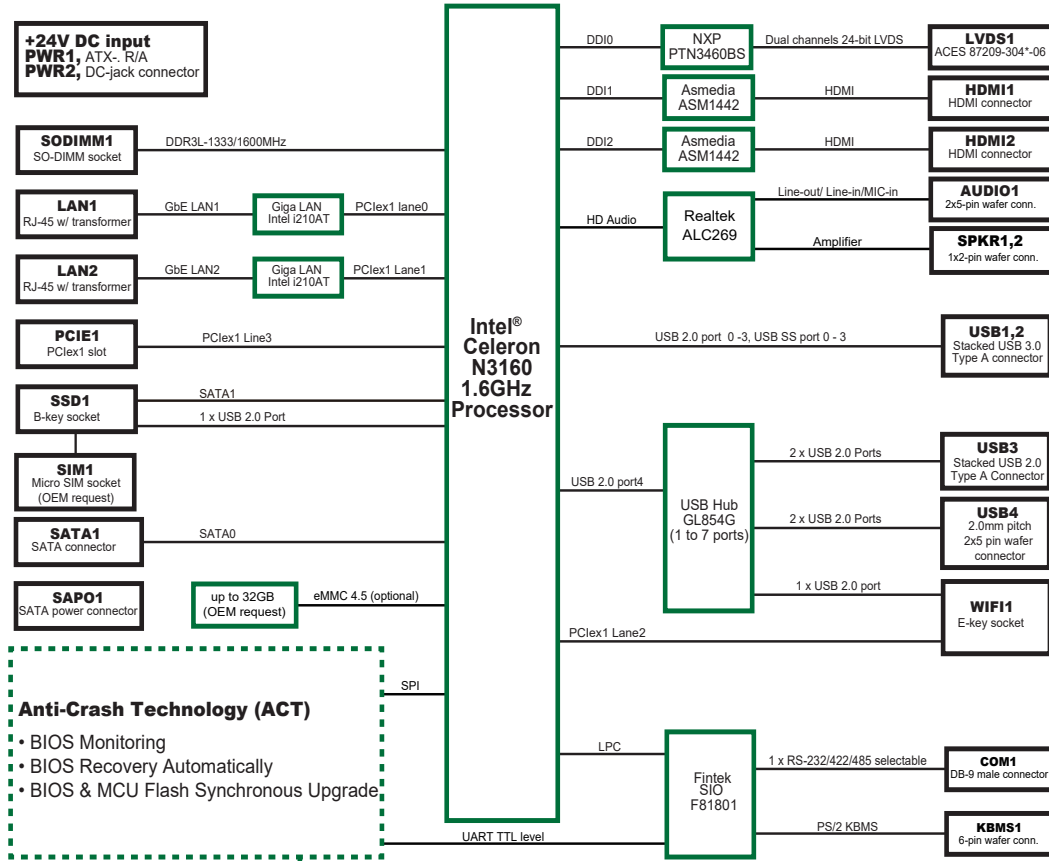 +24V DC input
PWR1, ATX-. R/A
PWR2, DC-jack connector
SODIMM1
SO-DIMM socket
DDR3L-1333/1600MHz
LAN1
RJ-45 w/ transformer
GbE LAN1
Giga LAN
Intel i210AT
PCIex1 lane0
LAN2
RJ-45 w/ transformer
GbE LAN2
Giga LAN
Intel i210AT
PCIex1 Lane1
PCIE1
PCIex1 slot
PCIex1 Line3
SSD1
B-key socket
SATA1
1 x USB 2.0 Port
SIM1
Micro SIM socket
(OEM request)
SATA1
SATA connector
SATA0
SAPO1
SATA power connector
up to 32GB
(OEM request)
eMMC 4.5 (optional)
Anti-Crash Technology (ACT)
• BIOS Monitoring
• BIOS Recovery Automatically
• BIOS & MCU Flash Synchronous Upgrade
SPI
UART TTL level
Intel®
Celeron
N3160
1.6GHz
Processor
DDI0
NXP
PTN3460BS
Dual channels 24-bit LVDS
LVDS1
ACES 87209-304*-06
DDI1
Asmedia
ASM1442
HDMI
HDMI1
HDMI connector
DDI2
Asmedia
ASM1442
HDMI
HDMI2
HDMI connector
HD Audio
Realtek
ALC269
Line-out/ Line-in/MIC-in
AUDIO1
2x5-pin wafer conn.
Amplifier
SPKR1,2
1x2-pin wafer conn.
USB 2.0 port 0 -3, USB SS port 0 - 3
USB1,2
Stacked USB 3.0
Type A connector
USB 2.0 port4
USB Hub
GL854G
(1 to 7 ports)
2 x USB 2.0 Ports
USB3
Stacked USB 2.0
Type A Connector
2 x USB 2.0 Ports
USB4
2.0mm pitch
2x5 pin wafer
connector
1 x USB 2.0 port
WIFI1
E-key socket
PCIex1 Lane2
LPC
Fintek
SIO
F81801
1 x RS-232/422/485 selectable
COM1
DB-9 male connector
PS/2 KBMS
KBMS1
6-pin wafer conn.